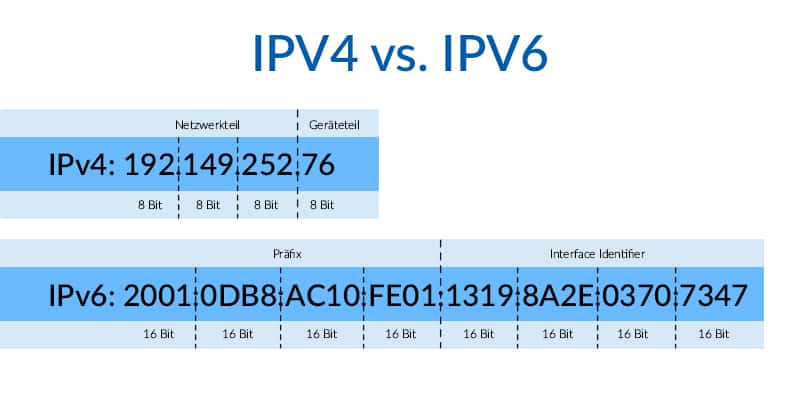 IPV4 vs. IPV6
Netzwerkteil Geräteteil
IPv4: 192.149.252.76
8 Bit 8 Bit 8 Bit 8 Bit
Präfix Interface Identifier
IPv6: 2001:0DB8:AC10:FE01:1319:8A2E:0370:7347
16 Bit 16 Bit 16 Bit 16 Bit 16 Bit 16 Bit 16 Bit 16 Bit